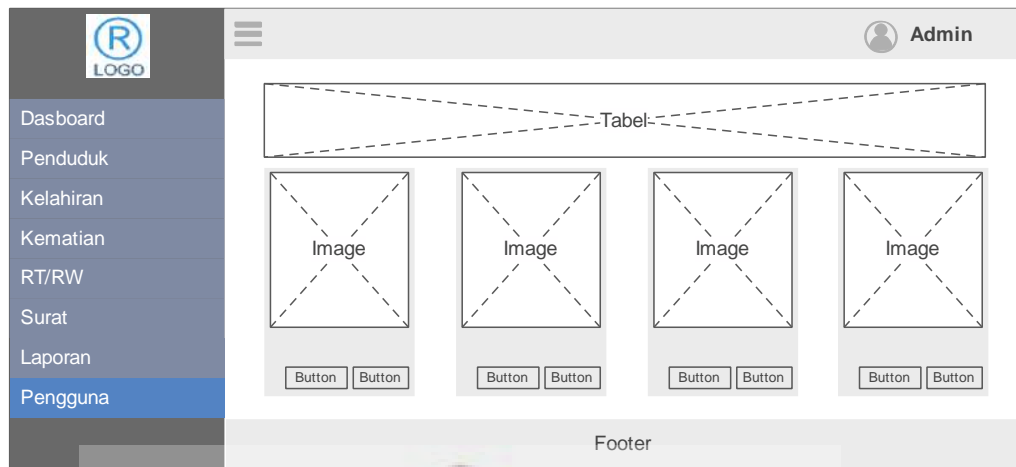 R
LOGO
Admin
Dasboard
Penduduk
Kelahiran
Kematian
RT/RW
Surat
Laporan
Pengguna
Tabel
Image Image Image Image
Button Button Button Button Button Button Button Button
Footer